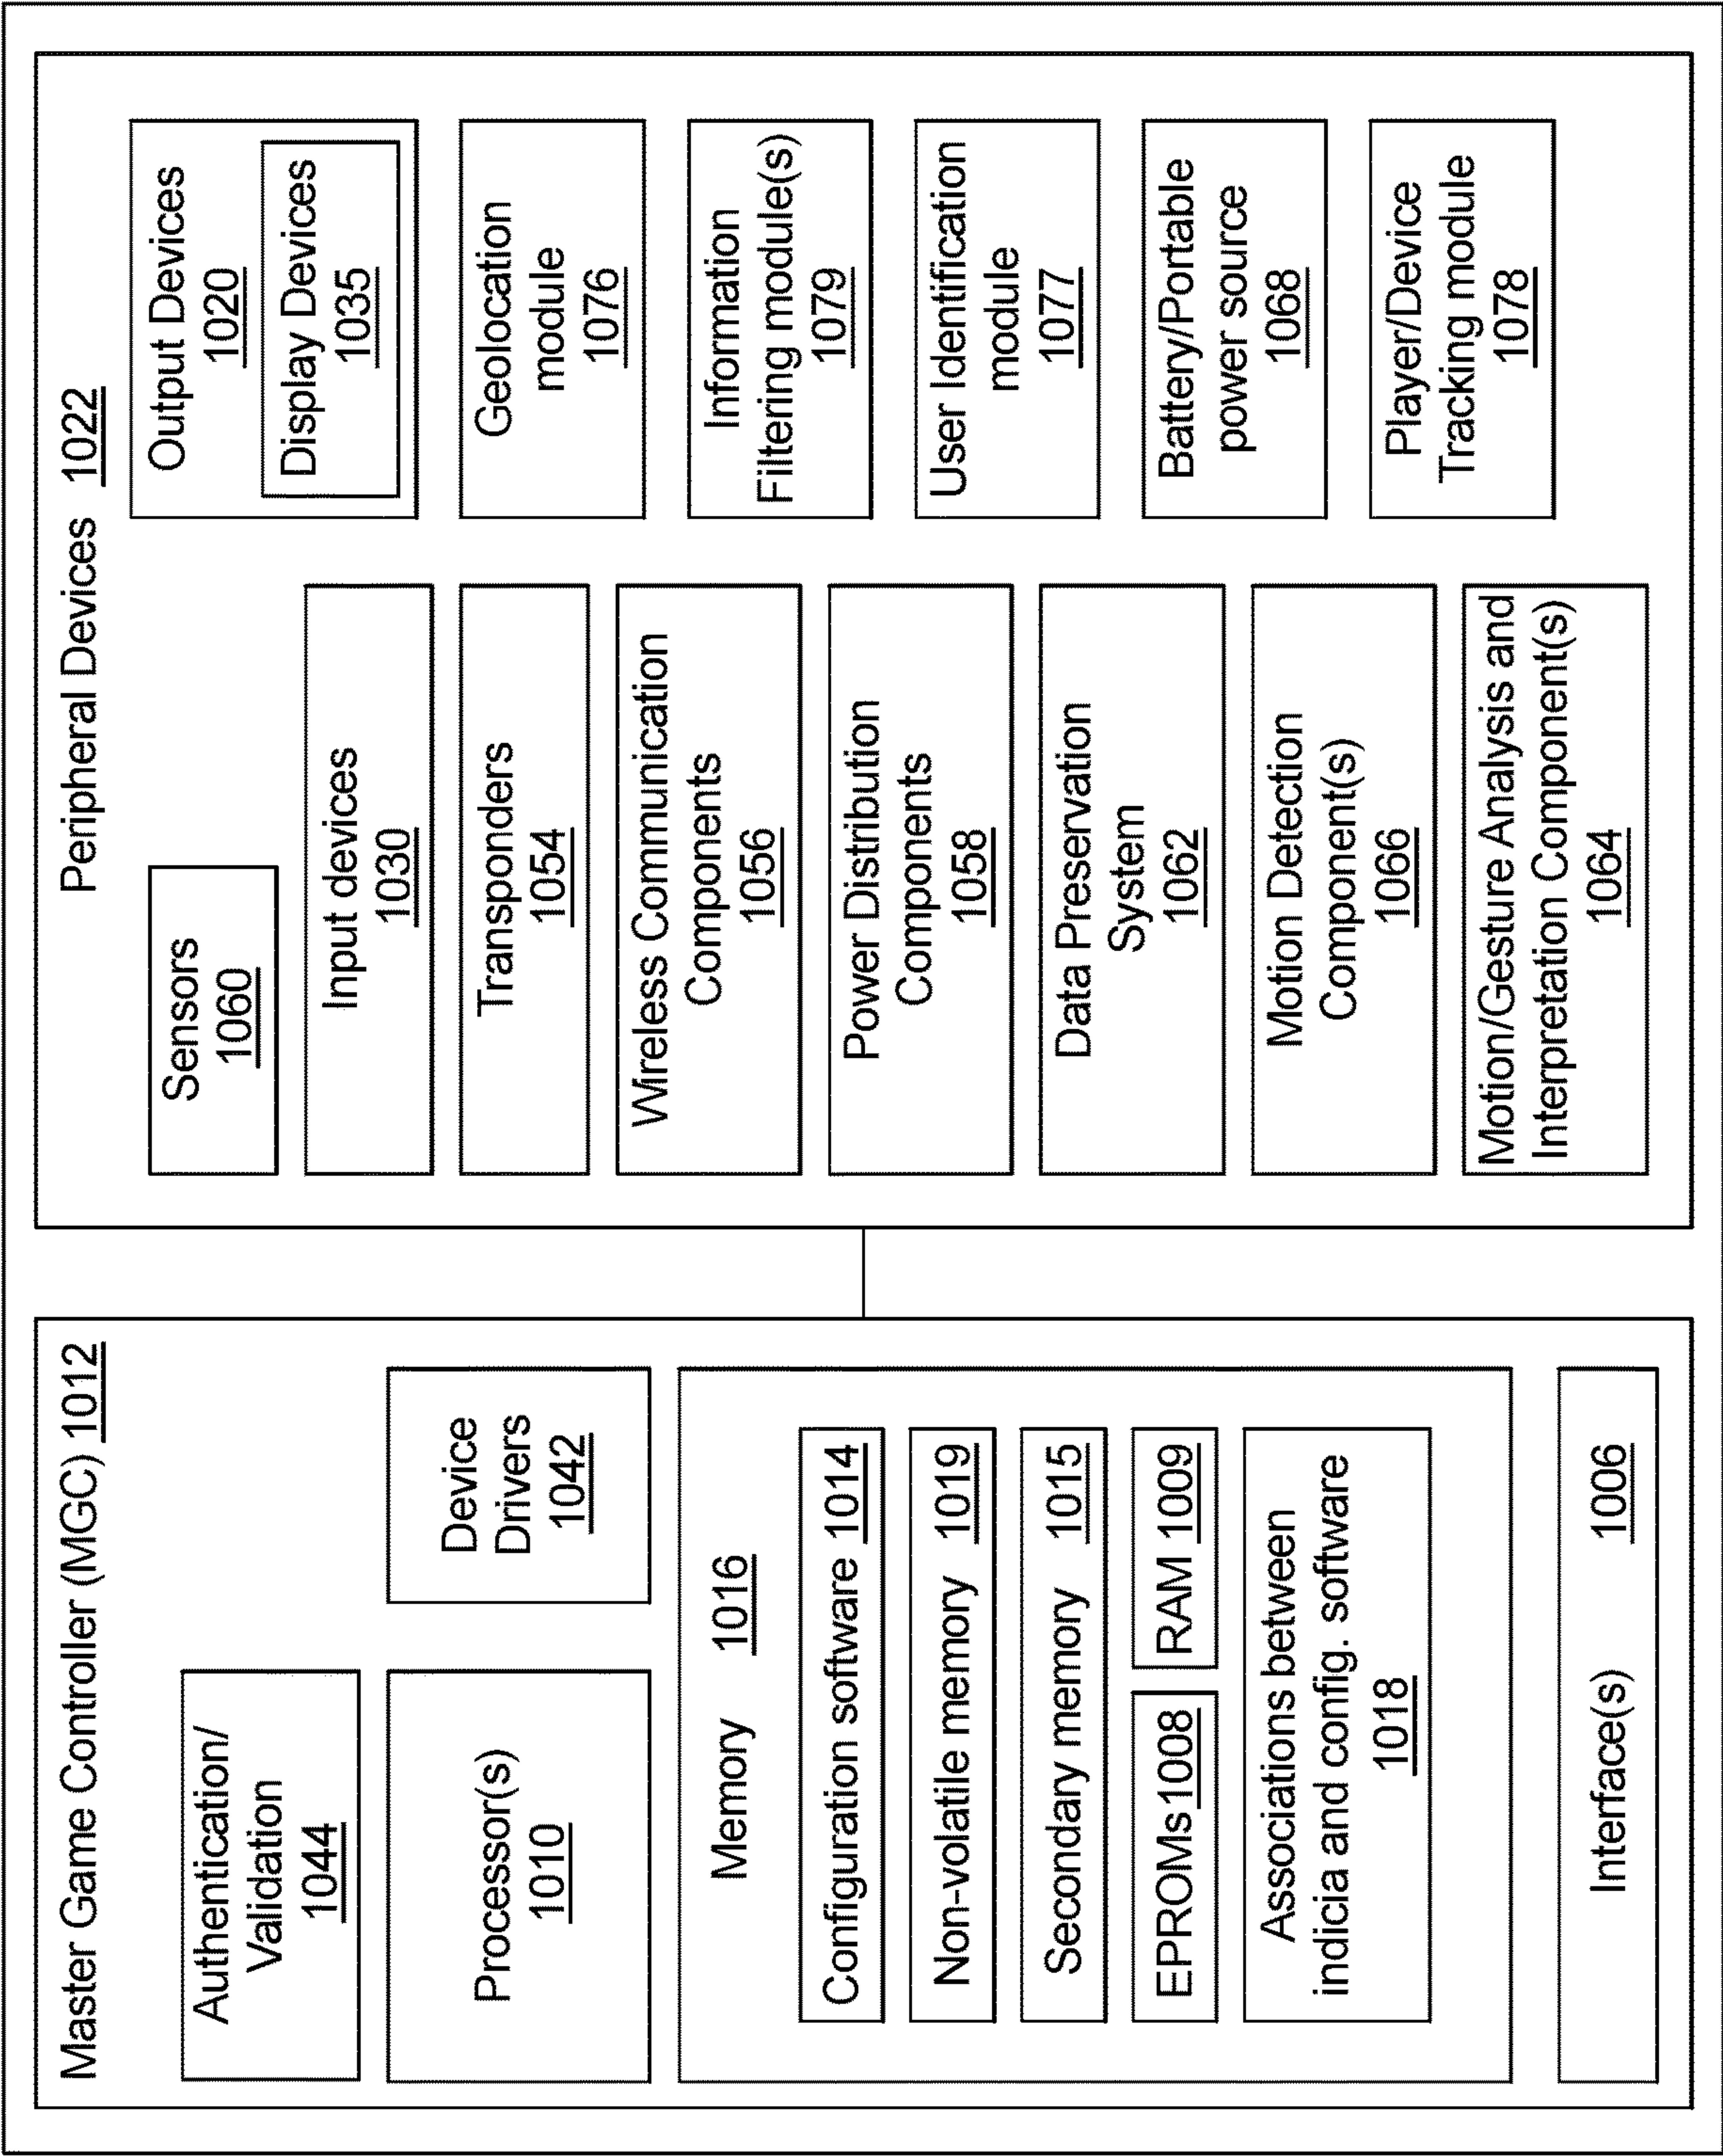 Master Game Controller (MGC) 1012
Authentication/
Validation
1044
Processor(s)
1010
Device
Drivers
1042
Memory 1016
Configuration software 1014
Non-volatile memory 1019
Secondary memory 1015
EPROMs 1008
RAM 1009
Associations between
indicia and config. software
1018
Interface(s) 1006
Peripheral Devices 1022
Sensors
1060
Input devices
1030
Transponders
1054
Wireless Communication
Components
1056
Power Distribution
Components
1058
Data Preservation
System
1062
Motion Detection
Component(s)
1066
Motion/Gesture Analysis and
Interpretation Component(s)
1064
Output Devices
1020
Display Devices
1035
Geolocation
module
1076
Information
Filtering module(s)
1079
User Identification
module
1077
Battery/Portable
power source
1068
Player/Device
Tracking module
1078